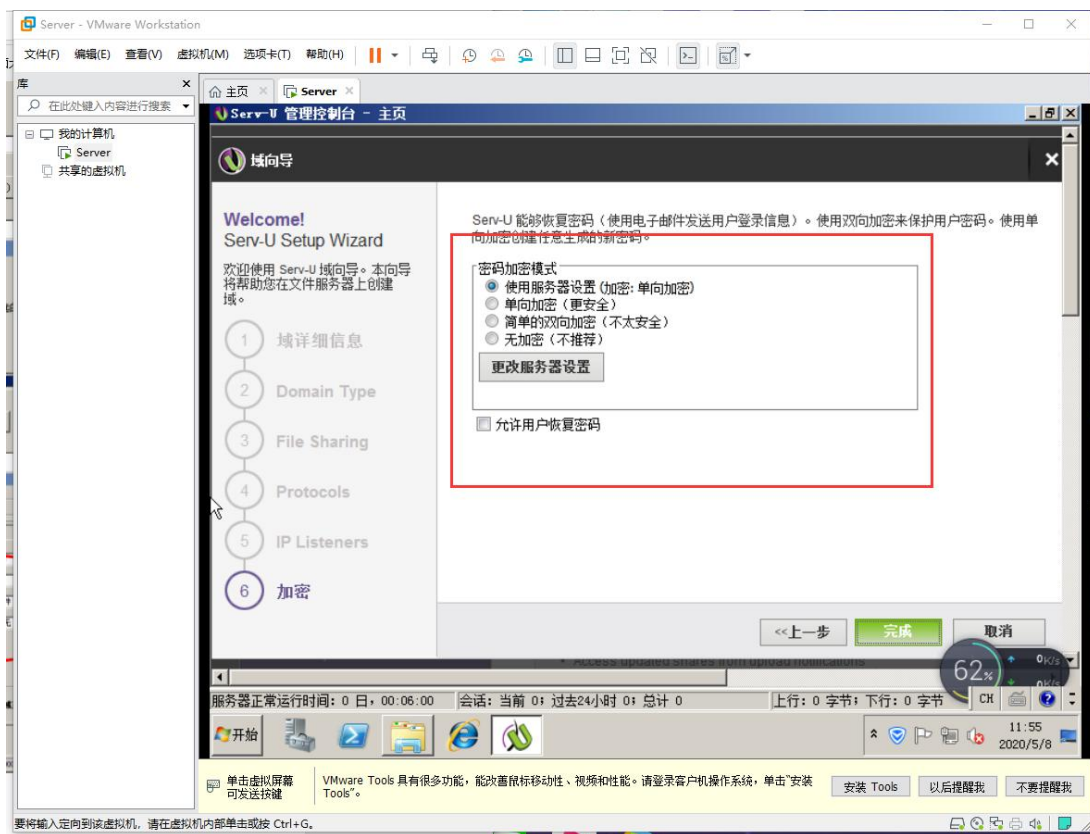 Server - VMware Workstation
文件(F) 编辑(E) 查看(V) 虚拟机(M) 选项卡(T) 帮助(H)
库
在此处键入内容进行搜索
我的计算机
Server
共享的虚拟机
主页
Server
Serv-U 管理控制台 - 主页
域向导
Welcome!
Serv-U Setup Wizard
欢迎使用 Serv-U 域向导。本向导
将帮助您在文件服务器上创建
域。
1 域详细信息
2 Domain Type
3 File Sharing
4 Protocols
5 IP Listeners
6 加密
Serv-U 能够恢复密码（使用电子邮件发送用户登录信息）。使用双向加密来保护用户密码。使用单
向加密创建任意生成的新密码。
密码加密模式
使用服务器设置 (加密: 单向加密)
单向加密（更安全）
简单的双向加密（不太安全）
无加密（不推荐）
更改服务器设置
允许用户恢复密码
<<上一步 完成 取消
Access updated shares from upload notifications
62%
0K/s
0K/s
服务器正常运行时间: 0 日, 00:06:00 会话: 当前 0; 过去24小时 0; 总计 0 上行: 0 字节; 下行: 0 字节
CH
开始
11:55
2020/5/8
单击虚拟屏幕
可发送按键
VMware Tools 具有很多功能，能改善鼠标移动性、视频和性能。请登录客户机操作系统，单击“安装
Tools”。
安装 Tools 以后提醒我 不要提醒我
要将输入定向到该虚拟机，请在虚拟机内部单击或按 Ctrl+G。